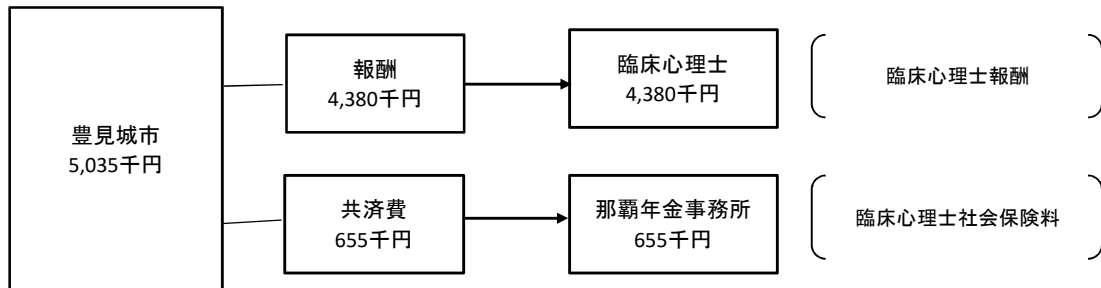 豊見城市
5,035千円
報酬
4,380千円
臨床心理士
4,380千円
臨床心理士報酬
共済費
655千円
那覇年金事務所
655千円
臨床心理士社会保険料